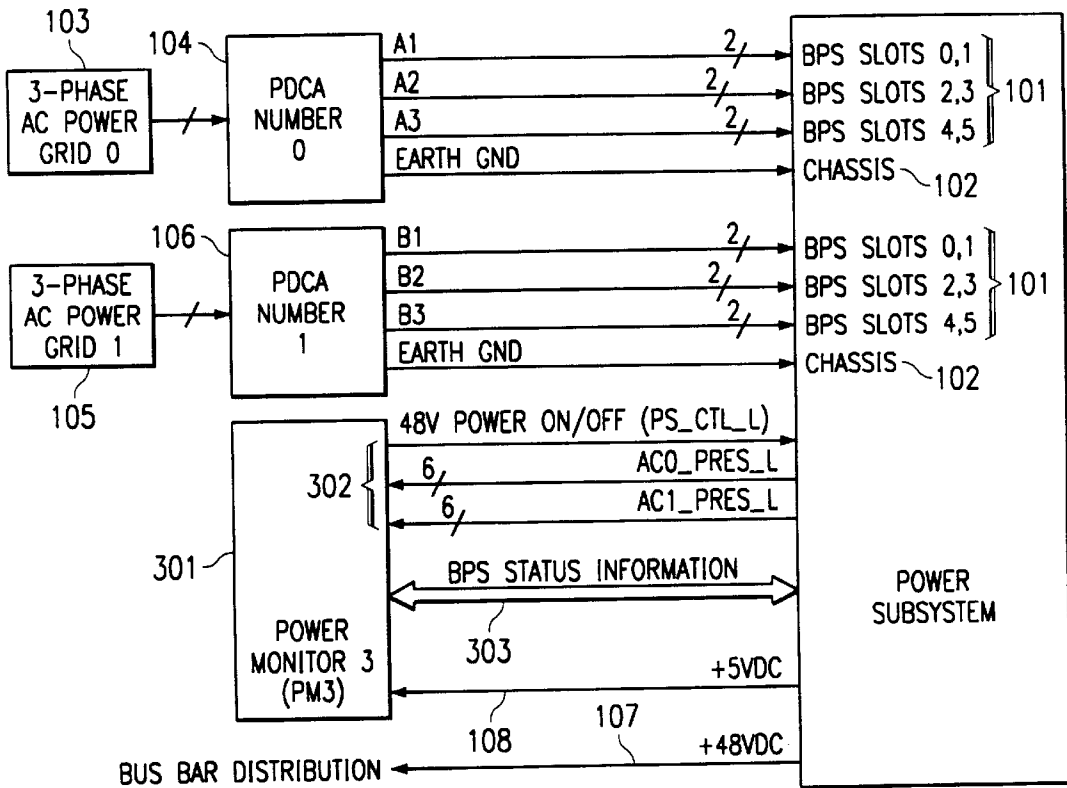 103
3-PHASE
AC POWER
GRID 0
104
PDCA
NUMBER
0
A1
2
BPS SLOTS 0,1
A2
2
BPS SLOTS 2,3
101
A3
2
BPS SLOTS 4,5
EARTH GND
CHASSIS
102
106
3-PHASE
AC POWER
GRID 1
105
PDCA
NUMBER
1
B1
2
BPS SLOTS 0,1
B2
2
BPS SLOTS 2,3
101
B3
2
BPS SLOTS 4,5
EARTH GND
CHASSIS
102
48V POWER ON/OFF (PS_CTL_L)
302
6
AC0_PRES_L
6
AC1_PRES_L
301
BPS STATUS INFORMATION
303
POWER
SUBSYSTEM
POWER
MONITOR 3
(PM3)
+5VDC
108
107
+48VDC
BUS BAR DISTRIBUTION